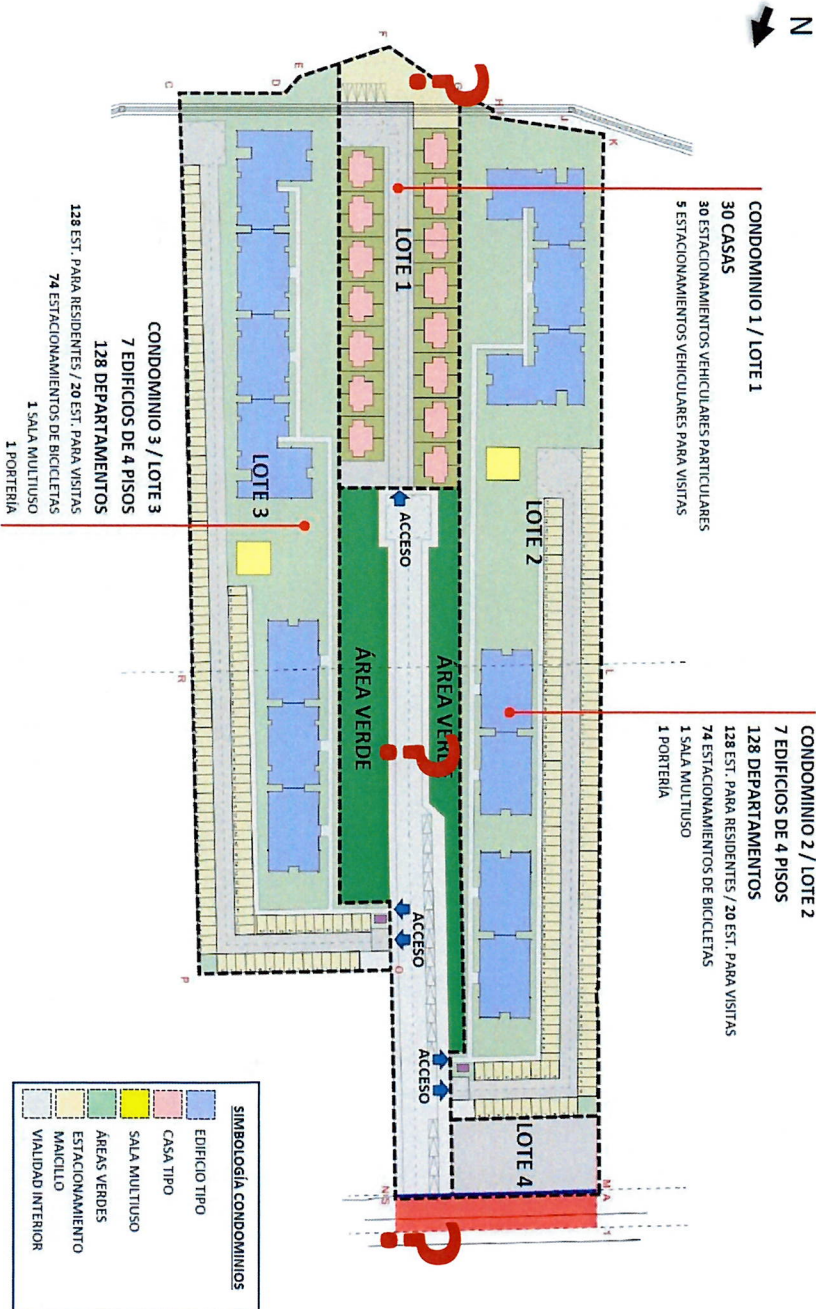 N
CONDOMINIO 1 / LOTE 1
30 CASAS
30 ESTACIONAMIENTOS VEHICULARES PARTICULARES
5 ESTACIONAMIENTOS VEHICULARES PARA VISITAS
CONDOMINIO 2 / LOTE 2
7 EDIFICIOS DE 4 PISOS
128 DEPARTAMENTOS
128 EST. PARA RESIDENTES / 20 EST. PARA VISITAS
74 ESTACIONAMIENTOS DE BICICLETAS
1 SALA MULTIUSO
1 PORTERÍA
K
J
H
G
F
E
D
C
L
M A
1
LOTE 2
LOTE 4
LOTE 1
ACCESO
ÁREA VERDE
ÁREA VERDE
ACCESO
ACCESO
LOTE 3
N S
O
R
P
¿
¿
¿
CONDOMINIO 3 / LOTE 3
7 EDIFICIOS DE 4 PISOS
128 DEPARTAMENTOS
128 EST. PARA RESIDENTES / 20 EST. PARA VISITAS
74 ESTACIONAMIENTOS DE BICICLETAS
1 SALA MULTIUSO
1 PORTERÍA
SIMBOLOGÍA CONDOMINIOS
EDIFICIO TIPO
CASA TIPO
SALA MULTIUSO
ÁREAS VERDES
ESTACIONAMIENTO
MAICILLO
VIALIDAD INTERIOR